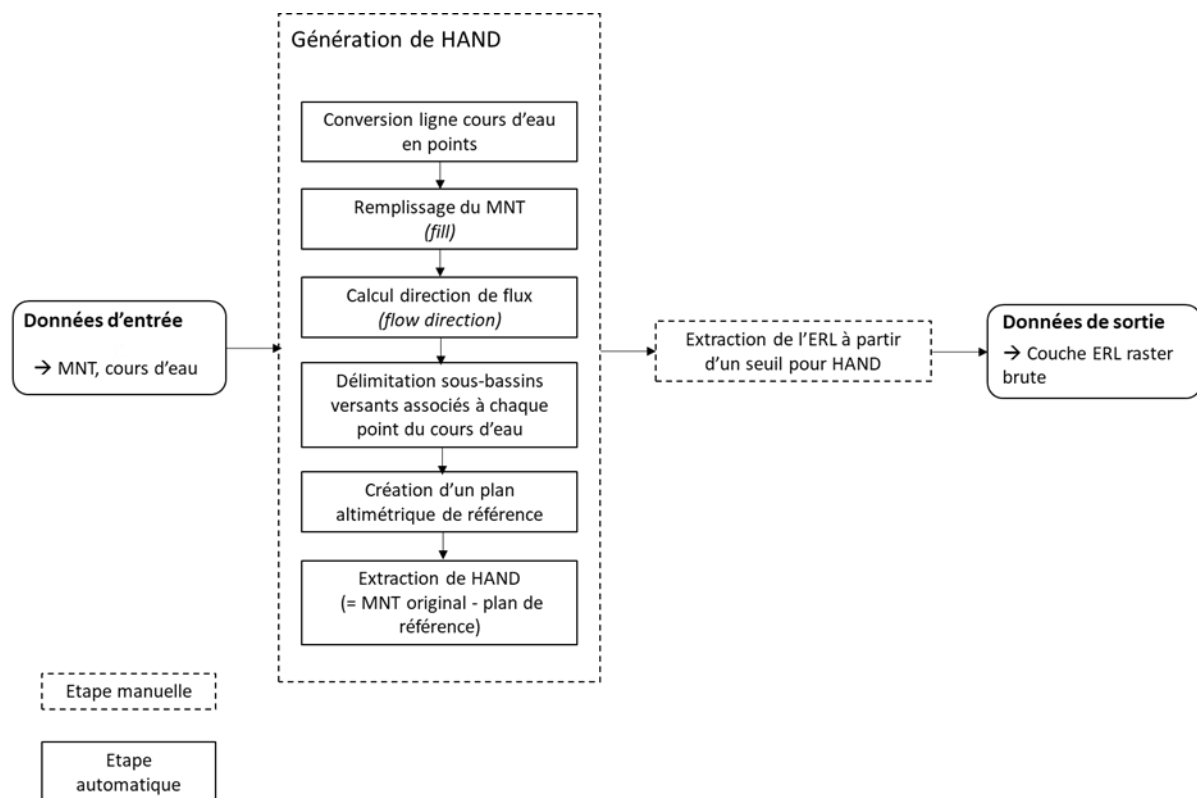 Génération de HAND
Conversion ligne cours d'eau
en points
Remplissage du MNT
(fill)
Calcul direction de flux
(flow direction)
Délimitation sous-bassins
versants associés à chaque
point du cours d'eau
Création d'un plan
altimétrique de référence
Extraction de HAND
(= MNT original - plan de
référence)
Données d'entrée
→ MNT, cours d'eau
Extraction de l'ERL à partir
d'un seuil pour HAND
Données de sortie
→ Couche ERL raster
brute
Etape manuelle
Etape
automatique